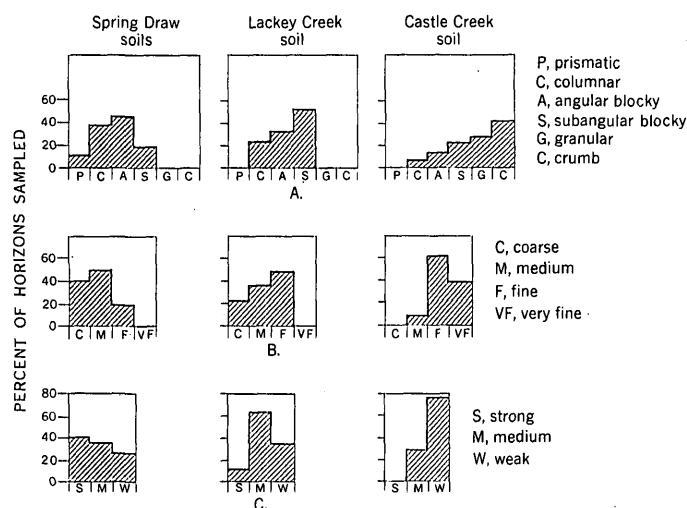 Spring Draw
soils
Lackey Creek
soil
Castle Creek
soil
PERCENT OF HORIZONS SAMPLED
60
40
20
0
P C A S G C
P C A S G C
P C A S G C
A.
P, prismatic
C, columnar
A, angular blocky
S, subangular blocky
G, granular
C, crumb
60
40
20
0
C M F VF
C M F VF
C M F VF
B.
C, coarse
M, medium
F, fine
VF, very fine
80
60
40
20
0
S M W
S M W
S M W
C.
S, strong
M, medium
W, weak